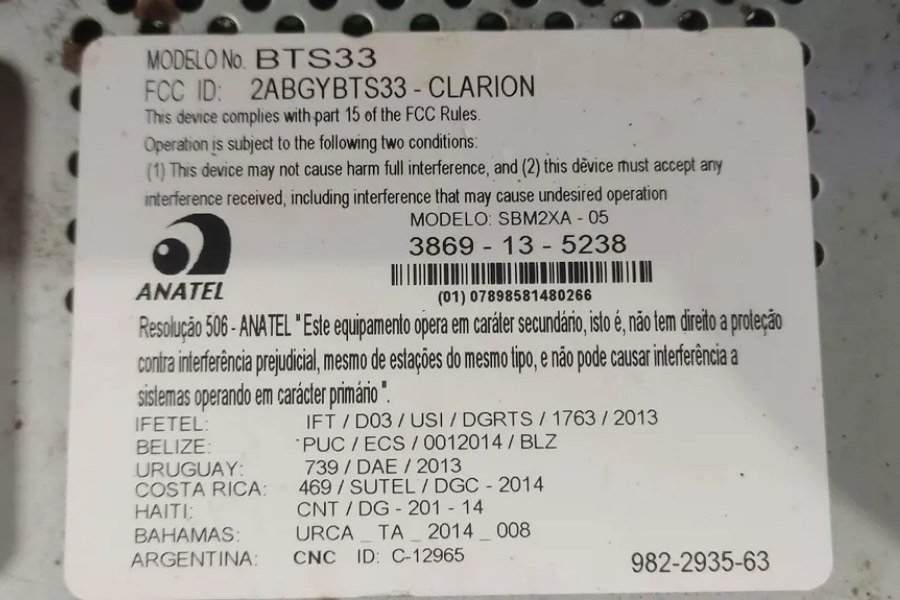 MODELO No. BTS33
FCC ID: 2ABGYBTS33 - CLARION
This device complies with part 15 of the FCC Rules.
Operation is subject to the following two conditions:
(1) This device may not cause harm full interference, and (2) this device must accept any
interference received, including interference that may cause undesired operation
MODELO: SBM2XA - 05
3869 - 13 - 5238
(01) 07898581480266
ANATEL
Resolução 506 - ANATEL " Este equipamento opera em caráter secundário, isto é, não tem direito a proteção
contra interferência prejudicial, mesmo de estações do mesmo tipo, e não pode causar interferência a
sistemas operando em carácter primário ".
IFETEL: IFT / D03 / USI / DGRTS / 1763 / 2013
BELIZE: PUC / ECS / 0012014 / BLZ
URUGUAY: 739 / DAE / 2013
COSTA RICA: 469 / SUTEL / DGC - 2014
HAITI: CNT / DG - 201 - 14
BAHAMAS: URCA _ TA _ 2014 _ 008
ARGENTINA: CNC ID: C-12965
982-2935-63